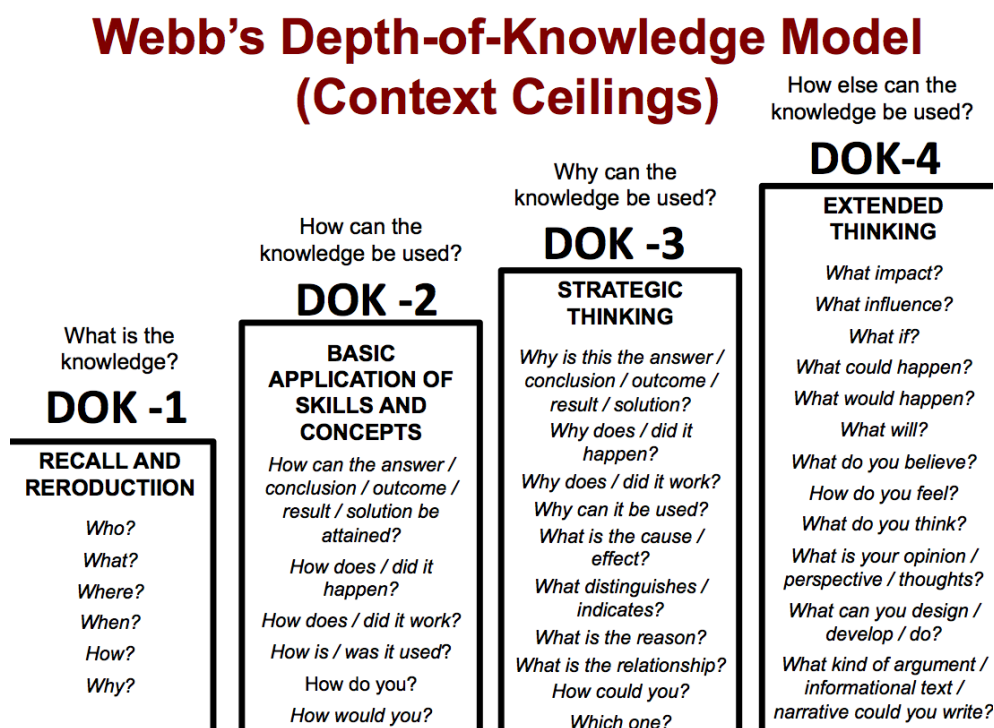 Webb's Depth-of-Knowledge Model
(Context Ceilings)
What is the
knowledge?
DOK -1
RECALL AND
RERODUCTIION
Who?
What?
Where?
When?
How?
Why?
How can the
knowledge be used?
DOK -2
BASIC
APPLICATION OF
SKILLS AND
CONCEPTS
How can the answer /
conclusion / outcome /
result / solution be
attained?
How does / did it
happen?
How does / did it work?
How is / was it used?
How do you?
How would you?
Why can the
knowledge be used?
DOK -3
STRATEGIC
THINKING
Why is this the answer /
conclusion / outcome /
result / solution?
Why does / did it
happen?
Why does / did it work?
Why can it be used?
What is the cause /
effect?
What distinguishes /
indicates?
What is the reason?
What is the relationship?
How could you?
Which one?
How else can the
knowledge be used?
DOK-4
EXTENDED
THINKING
What impact?
What influence?
What if?
What could happen?
What would happen?
What will?
What do you believe?
How do you feel?
What do you think?
What is your opinion /
perspective / thoughts?
What can you design /
develop / do?
What kind of argument /
informational text /
narrative could you write?